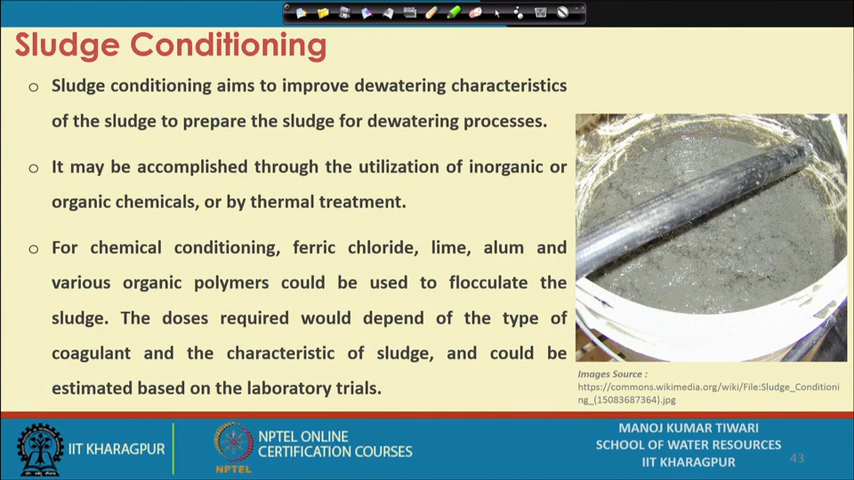 Sludge Conditioning
o Sludge conditioning aims to improve dewatering characteristics
of the sludge to prepare the sludge for dewatering processes.
o It may be accomplished through the utilization of inorganic or
organic chemicals, or by thermal treatment.
o For chemical conditioning, ferric chloride, lime, alum and
various organic polymers could be used to flocculate the
sludge. The doses required would depend of the type of
coagulant and the characteristic of sludge, and could be
estimated based on the laboratory trials.
Images Source :
https://commons.wikimedia.org/wiki/File:Sludge_Conditioni
ng_(15083687364).jpg
IIT KHARAGPUR
NPTEL
NPTEL ONLINE
CERTIFICATION COURSES
MANOJ KUMAR TIWARI
SCHOOL OF WATER RESOURCES
IIT KHARAGPUR
43